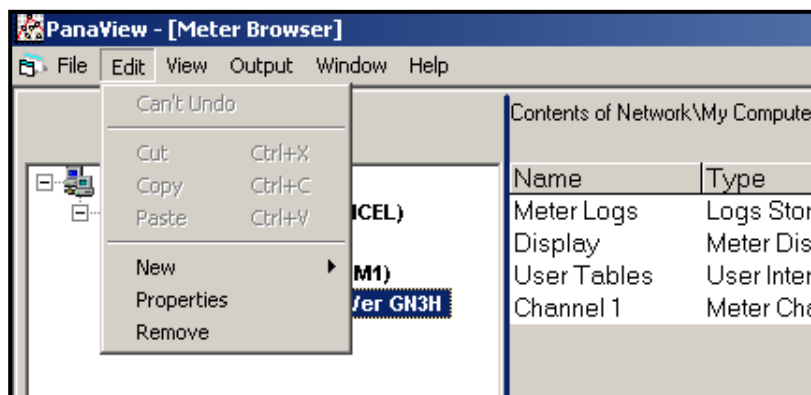 PanaView - [Meter Browser]
File Edit View Output Window Help
Can't Undo
Cut Ctrl+X
Copy Ctrl+C
Paste Ctrl+V
New
Properties
Remove
ICEL)
M1)
Ver GN3H
Contents of Network\My Compute
Name Type
Meter Logs Logs Stor
Display Meter Dis
User Tables User Inter
Channel 1 Meter Cha